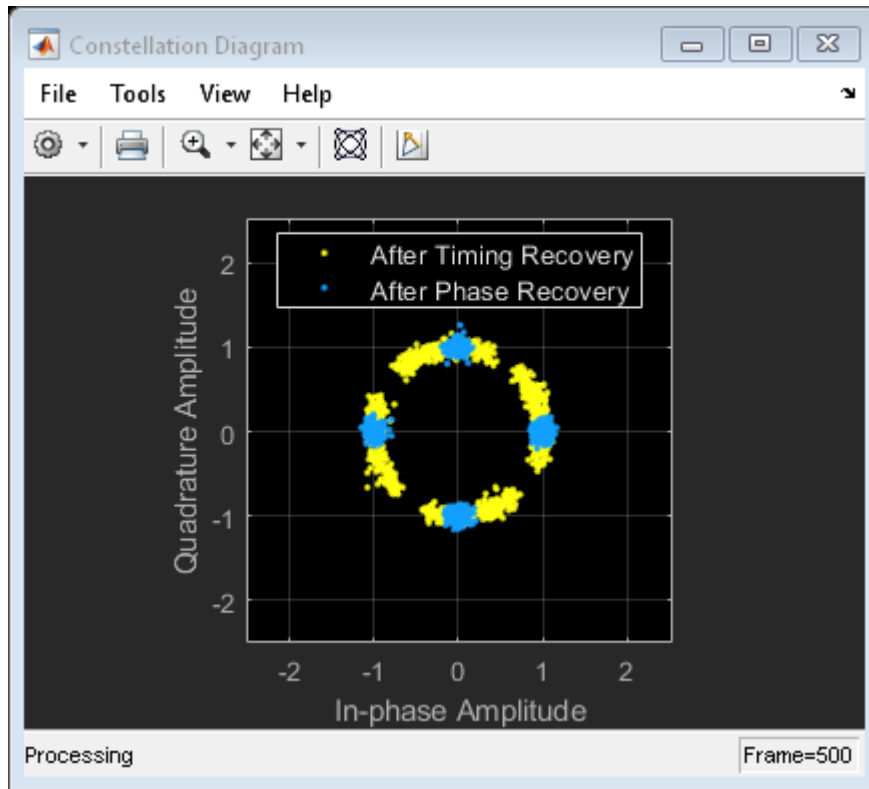 Constellation Diagram
File Tools View Help
After Timing Recovery
After Phase Recovery
2
1
0
-1
-2
Quadrature Amplitude
-2 -1 0 1 2
In-phase Amplitude
Processing Frame=500